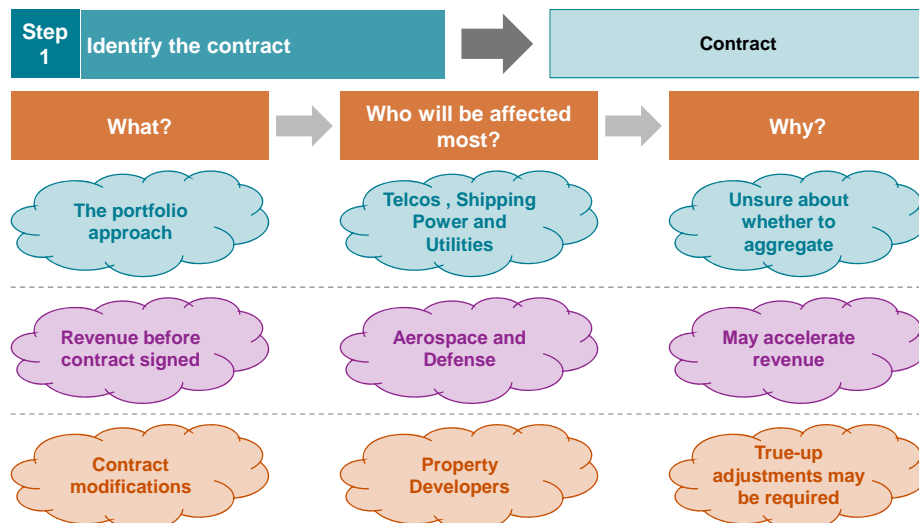 Step
1
Identify the contract
Contract
What?
Who will be affected
most?
Why?
The portfolio
approach
Telcos , Shipping
Power and
Utilities
Unsure about
whether to
aggregate
Revenue before
contract signed
Aerospace and
Defense
May accelerate
revenue
Contract
modifications
Property
Developers
True-up
adjustments may
be required